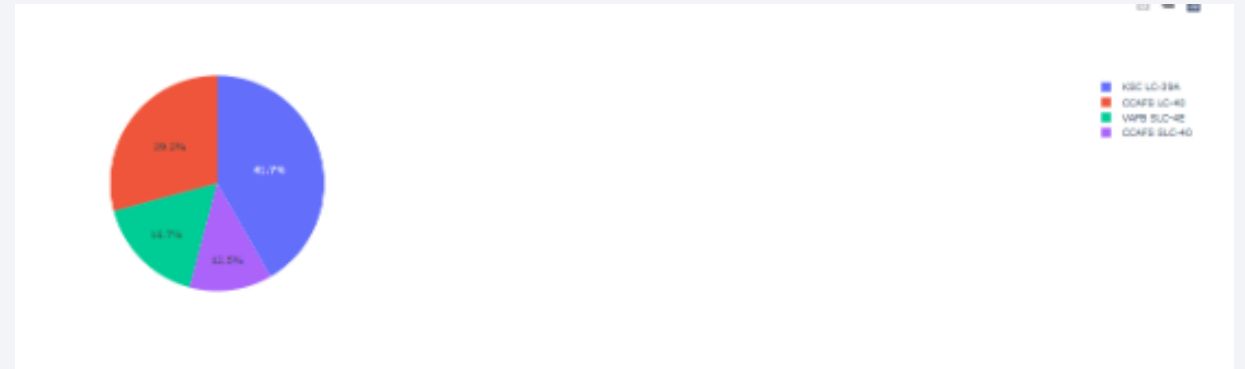 29.2%
41.7%
16.7%
12.5%
KSC LC-39A
CCAFS LC-40
VAFB SLC-4E
CCAFS SLC-40